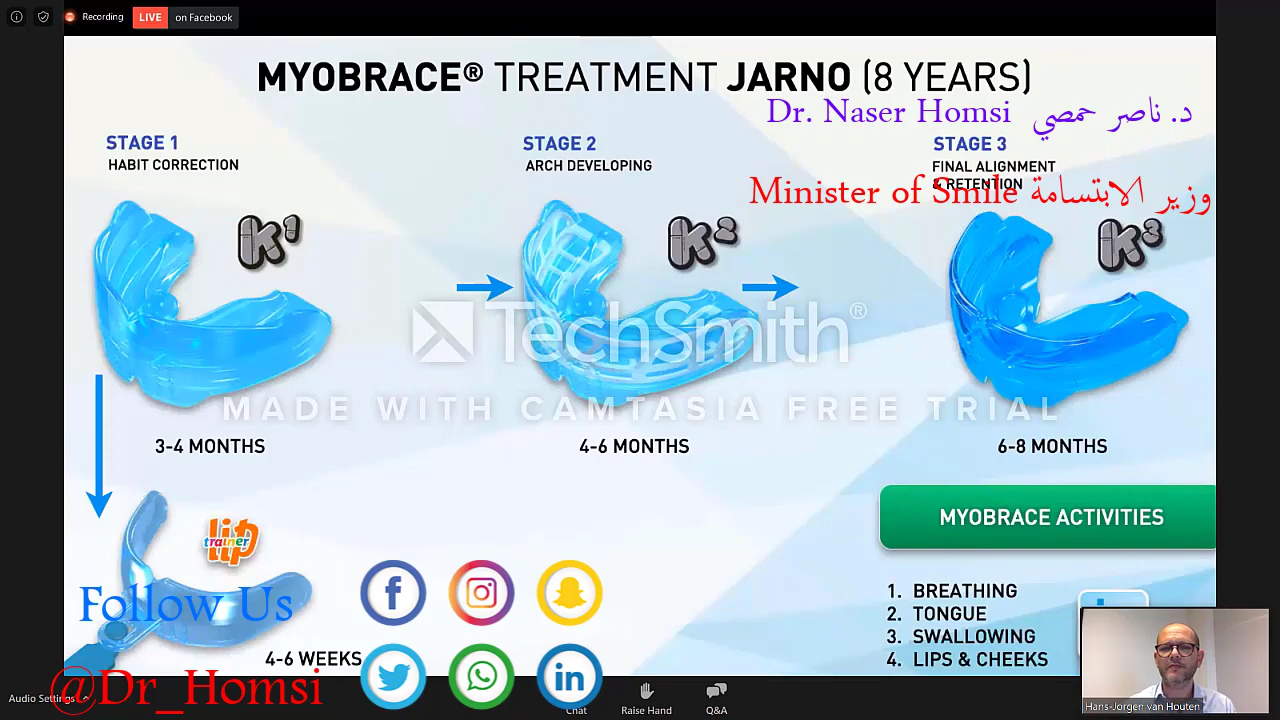 Recording
LIVE on Facebook
MYOBRACE® TREATMENT JARNO (8 YEARS)
Dr. Naser Homsi د. ناصر حمصي
STAGE 1
HABIT CORRECTION
STAGE 2
ARCH DEVELOPING
STAGE 3
FINAL ALIGNMENT
& RETENTION
Minister of Smile وزير الابتسامة
K1
K2
K3
TechSmith®
MADE WITH CAMTASIA FREE TRIAL
3-4 MONTHS
4-6 MONTHS
6-8 MONTHS
lip
trainer
MYOBRACE ACTIVITIES
1. BREATHING
2. TONGUE
3. SWALLOWING
4. LIPS & CHEEKS
Follow Us
4-6 WEEKS
@Dr_Homsi
Audio Settings
Chat
Raise Hand
Q&A
Hans-Jorgen van Houten